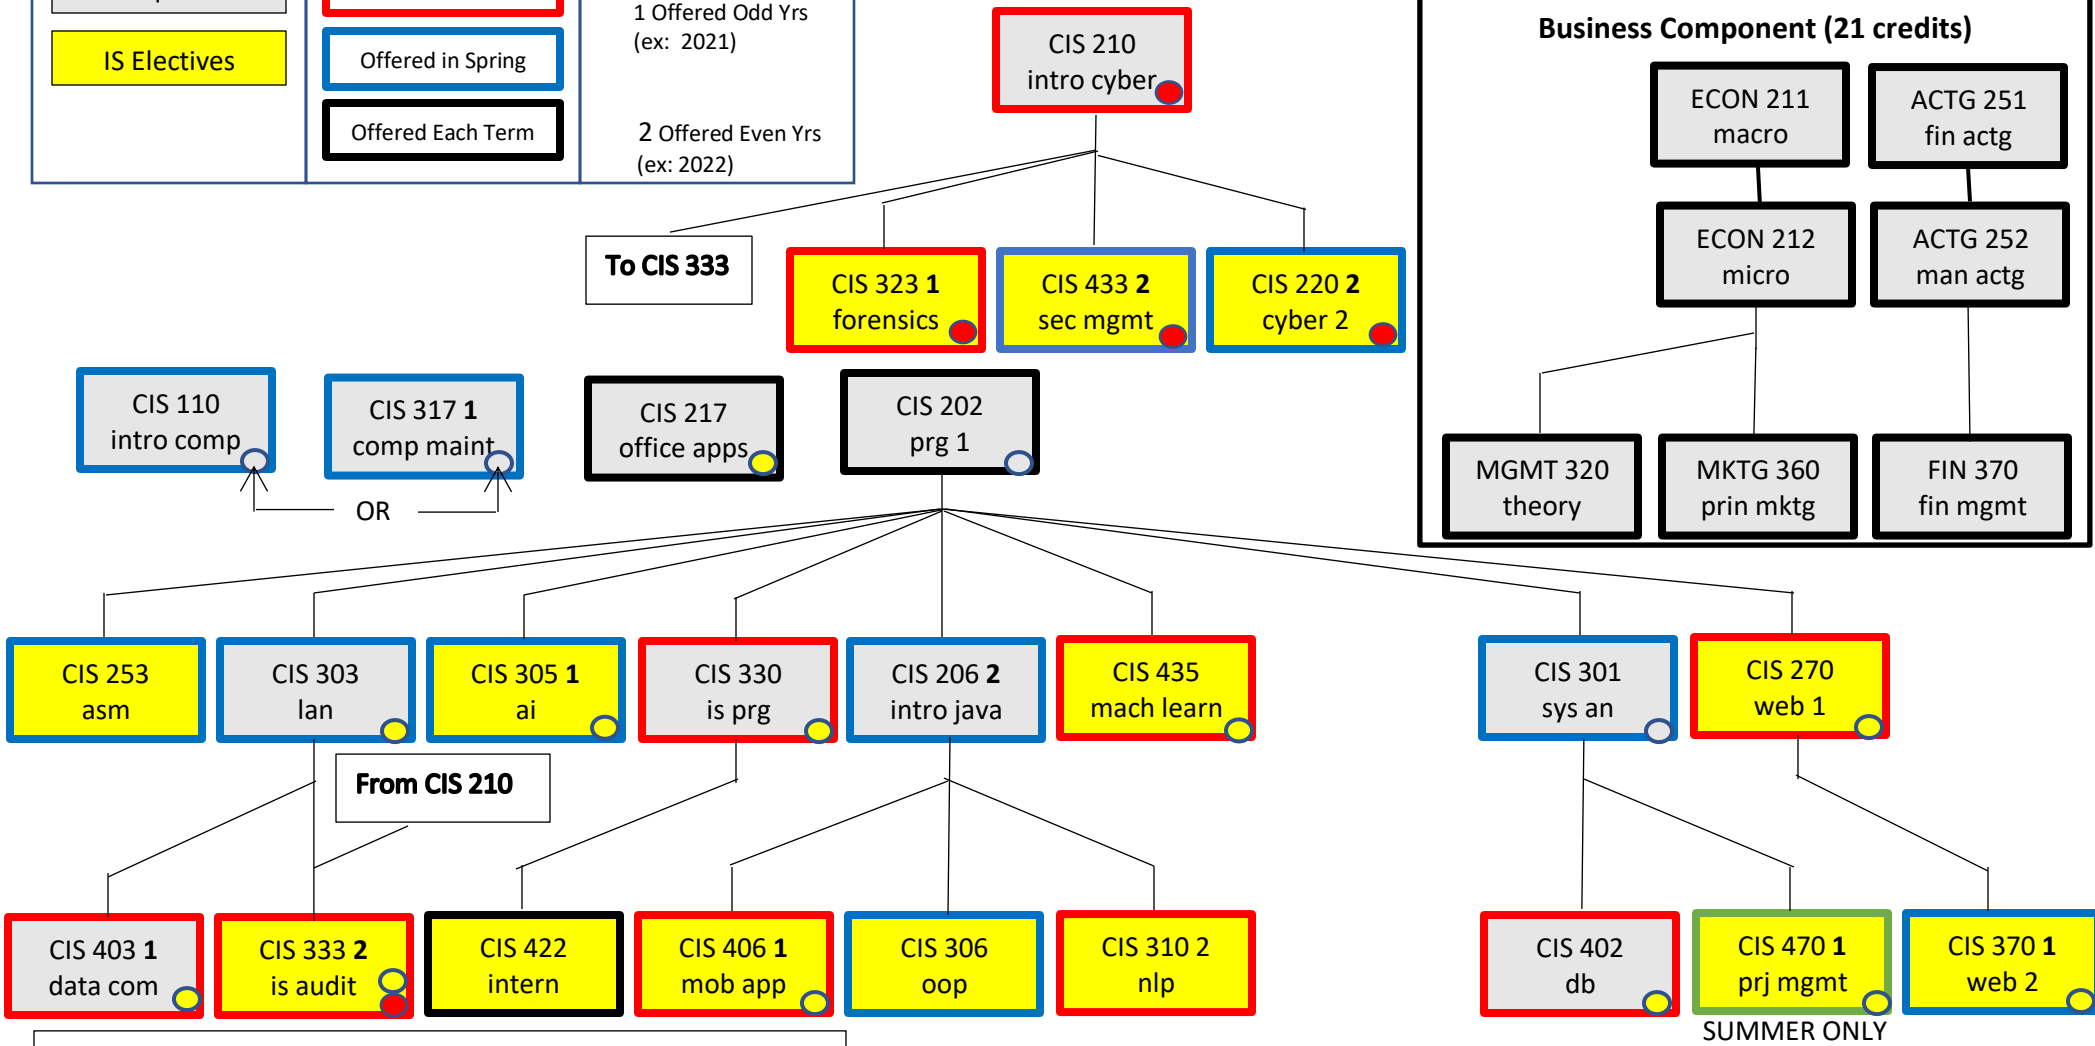 1 Offered Odd Yrs
(ex: 2021)
IS Electives
Offered in Spring
Offered Each Term
2 Offered Even Yrs
(ex: 2022)
CIS 210
intro cyber
Business Component (21 credits)
ECON 211
macro
ACTG 251
fin actg
ECON 212
micro
ACTG 252
man actg
To CIS 333
CIS 323 1
forensics
CIS 433 2
sec mgmt
CIS 220 2
cyber 2
CIS 110
intro comp
CIS 317 1
comp maint
OR
CIS 217
office apps
CIS 202
prg 1
MGMT 320
theory
MKTG 360
prin mktg
FIN 370
fin mgmt
CIS 253
asm
CIS 303
lan
CIS 305 1
ai
CIS 330
is prg
CIS 206 2
intro java
CIS 435
mach learn
CIS 301
sys an
CIS 270
web 1
From CIS 210
CIS 403 1
data com
CIS 333 2
is audit
CIS 422
intern
CIS 406 1
mob app
CIS 306
oop
CIS 310 2
nlp
CIS 402
db
CIS 470 1
prj mgmt
CIS 370 1
web 2
SUMMER ONLY